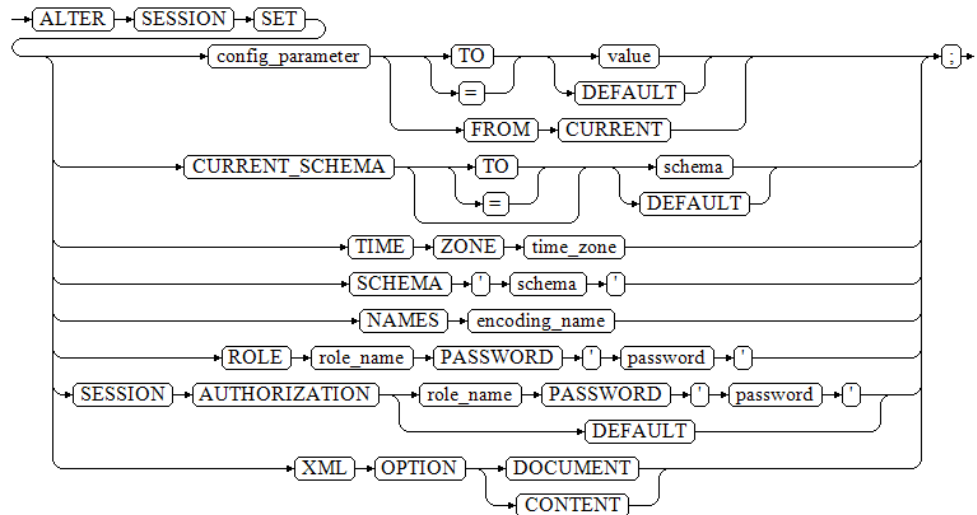 ALTER SESSION SET
config_parameter TO value ;
= DEFAULT
FROM CURRENT
CURRENT_SCHEMA TO schema
= DEFAULT
TIME ZONE time_zone
SCHEMA ' schema '
NAMES encoding_name
ROLE role_name PASSWORD ' password '
SESSION AUTHORIZATION role_name PASSWORD ' password '
DEFAULT
XML OPTION DOCUMENT
CONTENT